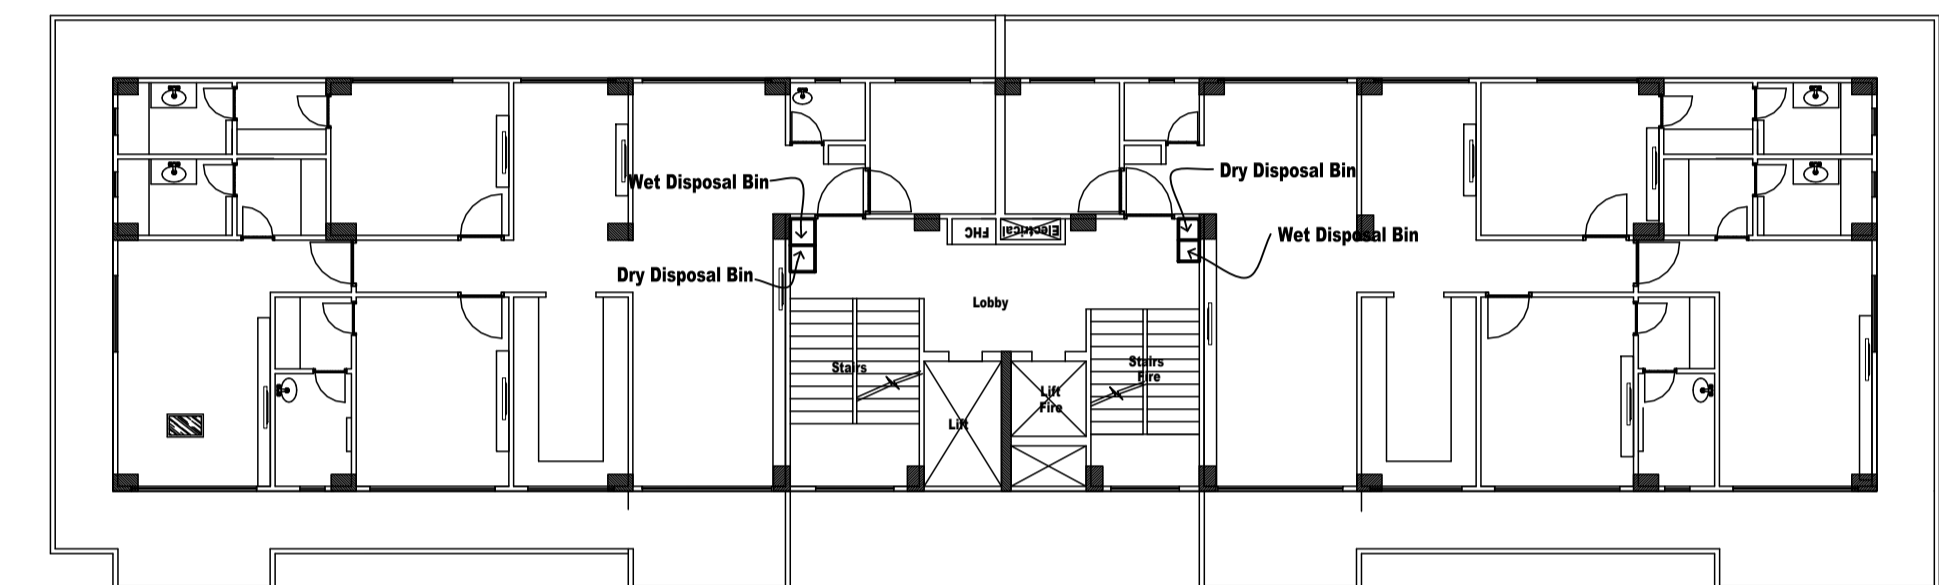 Dry Disposal Bin
Wet Disposal Bin
FHC
Electrical
Wet Disposal Bin
Dry Disposal Bin
Lobby
Stairs
Stairs
Fire
Lift
Fire
Lift